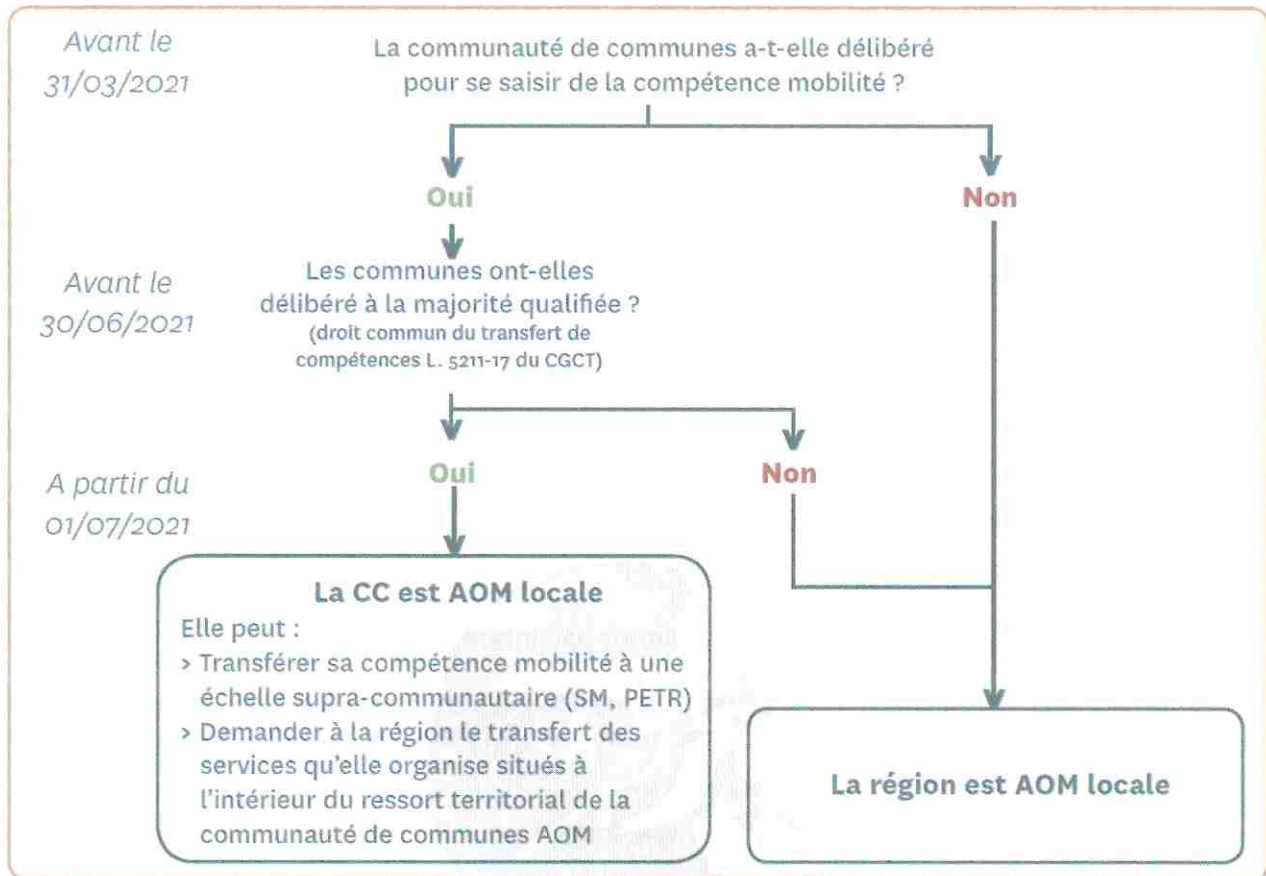 Avant le
31/03/2021
La communauté de communes a-t-elle délibéré
pour se saisir de la compétence mobilité ?
Oui
Non
Avant le
30/06/2021
Les communes ont-elles
délibéré à la majorité qualifiée ?
(droit commun du transfert de
compétences L. 5211-17 du CGCT)
Oui
Non
A partir du
01/07/2021
La CC est AOM locale
Elle peut :
> Transférer sa compétence mobilité à une
échelle supra-communautaire (SM, PETR)
> Demander à la région le transfert des
services qu'elle organise situés à
l'intérieur du ressort territorial de la
communauté de communes AOM
La région est AOM locale